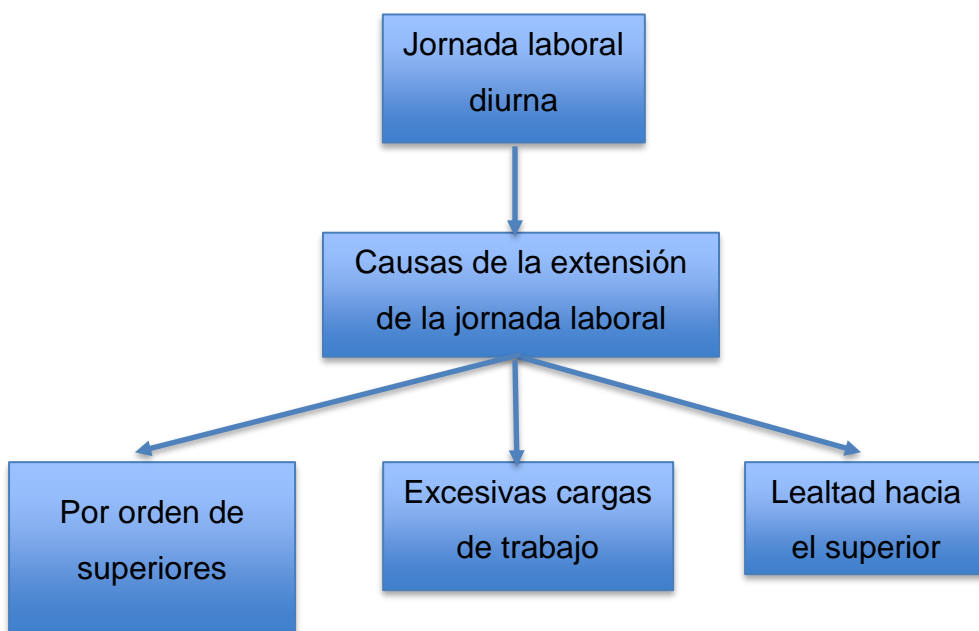 Jornada laboral
diurna
Causas de la extensión
de la jornada laboral
Por orden de
superiores
Excesivas cargas
de trabajo
Lealtad hacia
el superior